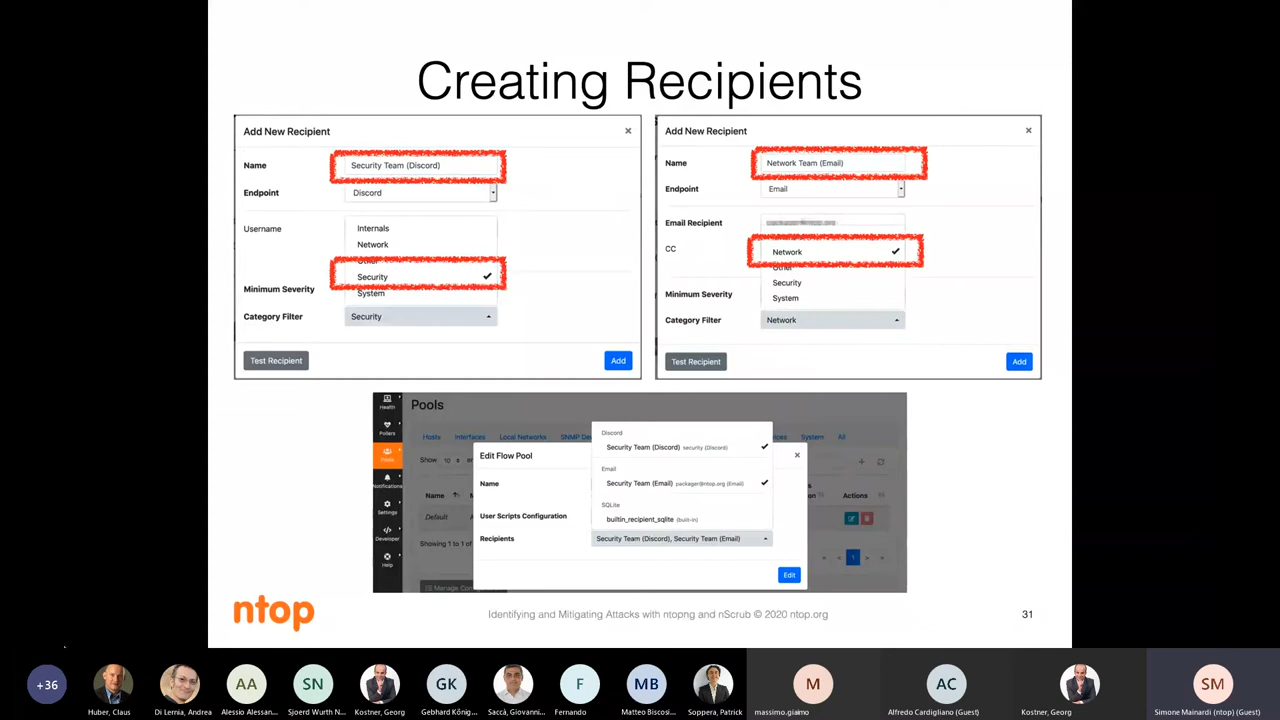 Creating Recipients
Add New Recipient ×
Name Security Team (Discord)
Endpoint Discord
Username Internals
Network
Other
Security
Minimum Severity
System
Category Filter Security
Test Recipient Add
Add New Recipient ×
Name Network Team (Email)
Endpoint Email
Email Recipient
CC Network
Other
Security
Minimum Severity
System
Category Filter Network
Test Recipient Add
Health
Pollers
Pools
Notifications
Settings
Developer
Help
Pools
Hosts Interfaces Local Networks SNMP De System All
Show 10
Name
Actions
Default
Showing 1 to 1
Manage Con
Edit Flow Pool ×
Name
User Scripts Configuration
Recipients Security Team (Discord), Security Team (Email)
Discord
Security Team (Discord) security (Discord)
Email
Security Team (Email) packager@ntop.org (Email)
SQLite
builtin_recipient_sqlite (built-in)
Edit
1
ntop
Identifying and Mitigating Attacks with ntopng and nScrub © 2020 ntop.org
31
+36
Huber, Claus
Di Lernia, Andrea
AA
Alessio Alessan...
SN
Sjoerd Wurth N...
Kostner, Georg
GK
Gebhard König...
Saccá, Giovanni...
F
Fernando
MB
Matteo Biscosi...
Soppera, Patrick
M
massimo.giaimo
AC
Alfredo Cardigliano (Guest)
Kostner, Georg
SM
Simone Mainardi (ntop) (Guest)